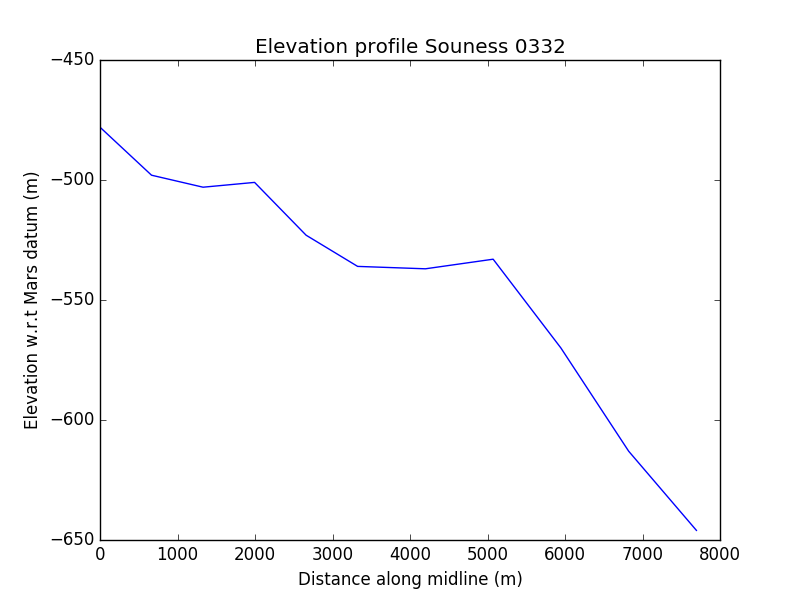 Elevation profile Souness 0332
−450
−500
−550
−600
−650
Elevation w.r.t Mars datum (m)
0 1000 2000 3000 4000 5000 6000 7000 8000
Distance along midline (m)